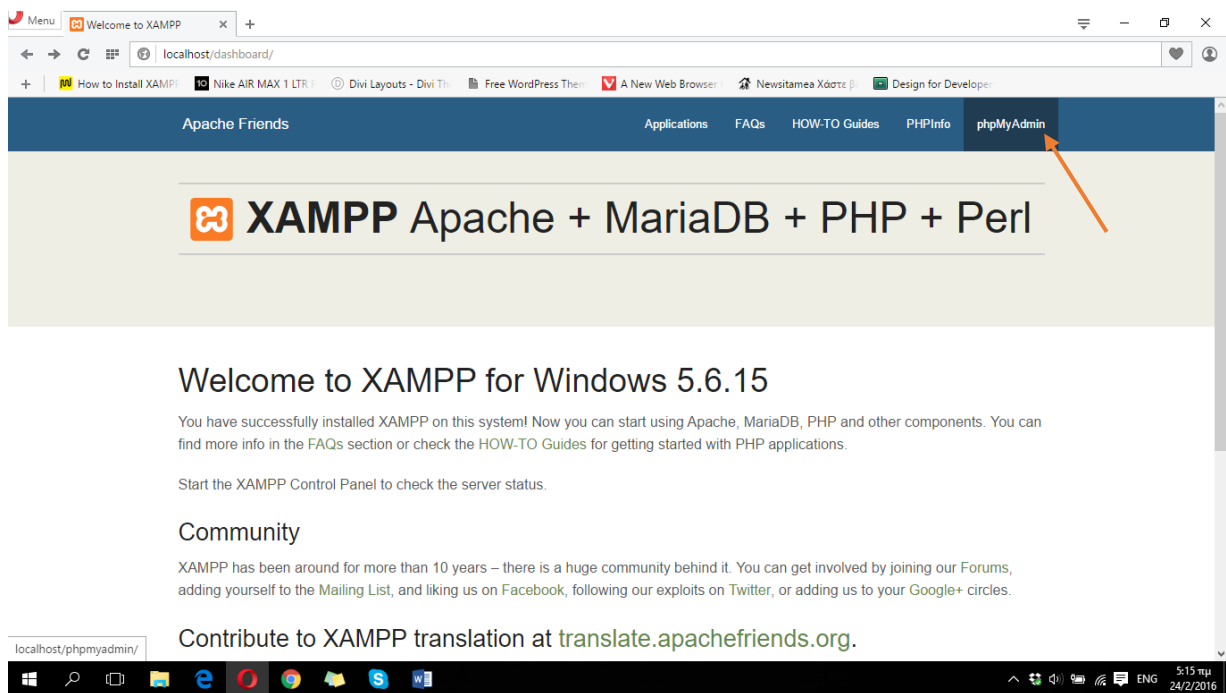 Menu
Welcome to XAMPP
localhost/dashboard/
How to Install XAMPP
10 Nike AIR MAX 1 LTR
Divi Layouts - Divi Th
Free WordPress Them
A New Web Browser
Newsitamea Χάστε β
Design for Developer
Apache Friends
Applications
FAQs
HOW-TO Guides
PHPInfo
phpMyAdmin
XAMPP Apache + MariaDB + PHP + Perl
Welcome to XAMPP for Windows 5.6.15
You have successfully installed XAMPP on this system! Now you can start using Apache, MariaDB, PHP and other components. You can
find more info in the FAQs section or check the HOW-TO Guides for getting started with PHP applications.
Start the XAMPP Control Panel to check the server status.
Community
XAMPP has been around for more than 10 years – there is a huge community behind it. You can get involved by joining our Forums,
adding yourself to the Mailing List, and liking us on Facebook, following our exploits on Twitter, or adding us to your Google+ circles.
Contribute to XAMPP translation at translate.apachefriends.org.
localhost/phpmyadmin/
ENG
5:15 πμ
24/2/2016